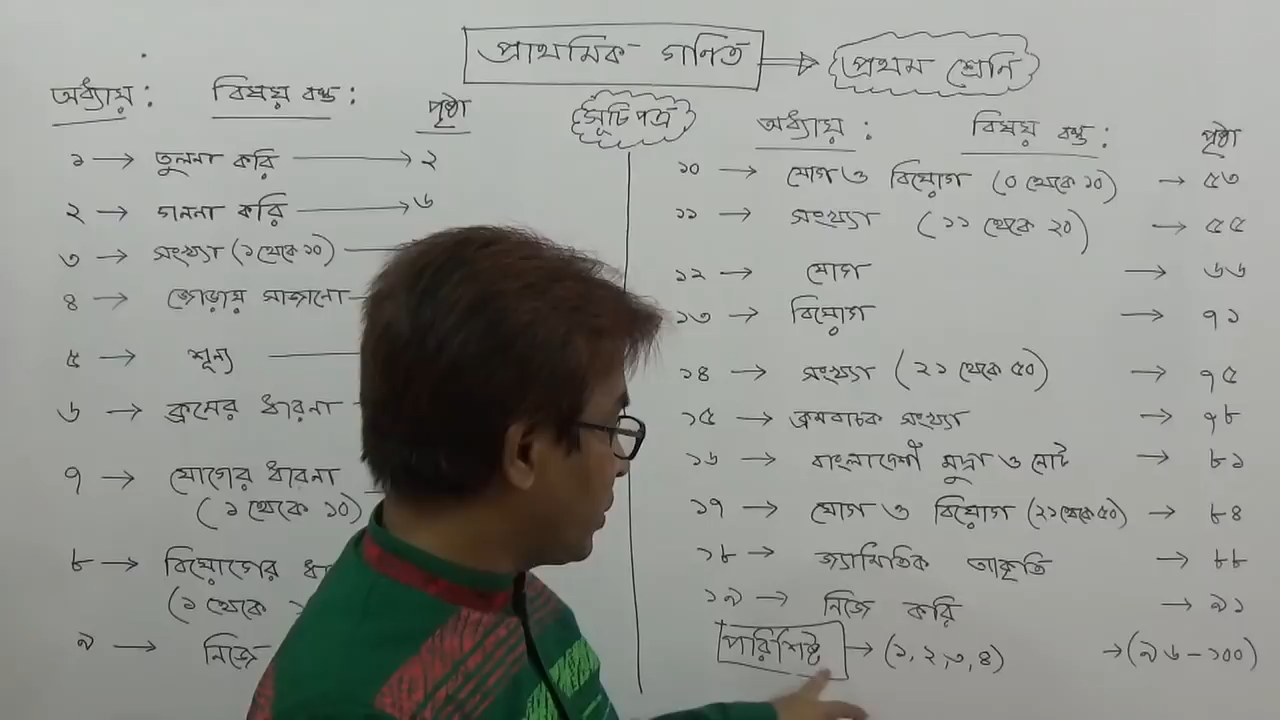 প্রাথমিক গনিত ⇒ প্রথম শ্রেনি
সূচিপত্র
অধ্যায় : বিষয় বস্তু : পৃষ্ঠা
১ → তুলনা করি → ২
২ → গননা করি → ৬
৩ → সংখ্যা (১ থেকে ১০)
৪ → জোড়ায় সাজানো
৫ → শূন্য
৬ → ক্রমের ধারনা
৭ → যোগের ধারনা
(১ থেকে ১০)
৮ → বিয়োগের
(১ থেকে
৯ → নিজে
অধ্যায় : বিষয় বস্তু : পৃষ্ঠা
১০ → যোগ ও বিয়োগ (০ থেকে ১০) → ৫৩
১১ → সংখ্যা (১১ থেকে ২০) → ৫৫
১২ → যোগ → ৬৬
১৩ → বিয়োগ → ৭১
১৪ → সংখ্যা (২১ থেকে ৫০) → ৭৫
১৫ → ক্রমবাচক সংখ্যা → ৭৮
১৬ → বাংলাদেশী মুদ্রা ও নোট → ৮১
১৭ → যোগ ও বিয়োগ (২১ থেকে ৫০) → ৮৪
১৮ → জ্যামিতিক আকৃতি → ৮৮
১৯ → নিজে করি → ৯১
পরিশিষ্ট → (১, ২, ৩, ৪) → (৯৬ - ১০০)